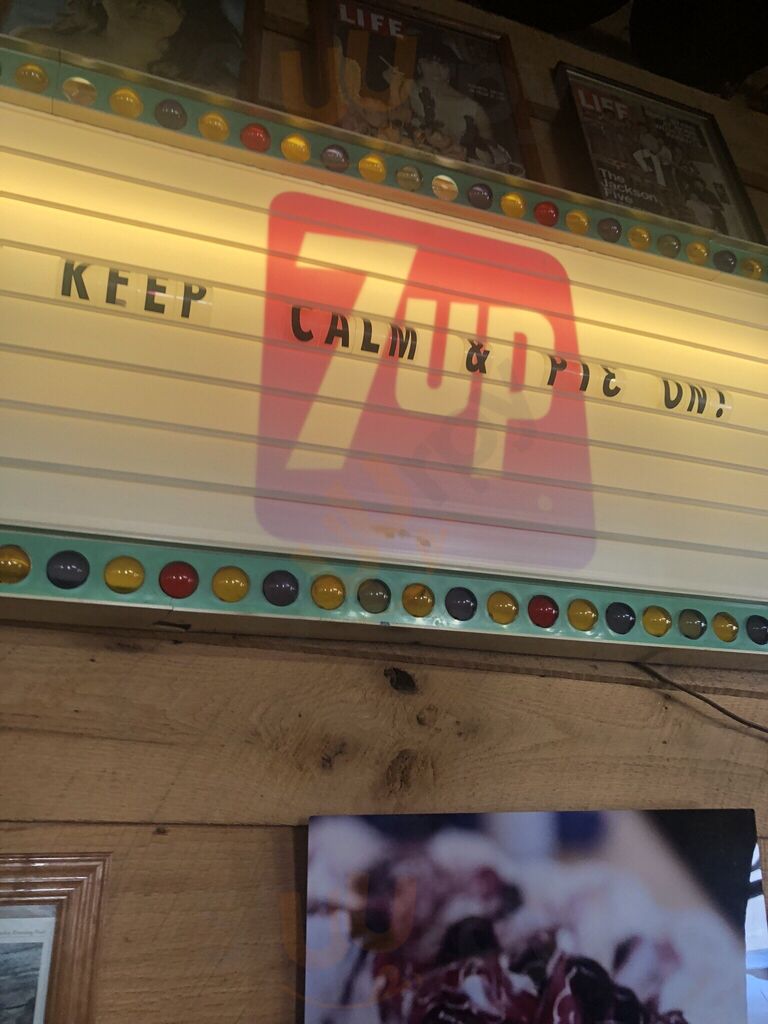 LIFE
LIFE
The
Jackson
Five
KEEP CALM & PIE ON!
7UP